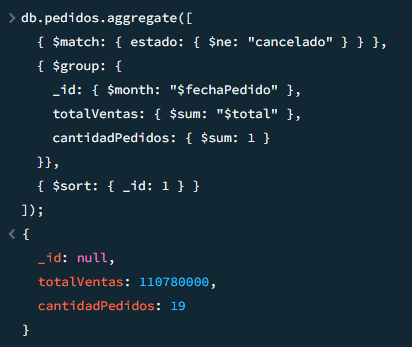 > db.pedidos.aggregate([
{ $match: { estado: { $ne: "cancelado" } } },
{ $group: {
_id: { $month: "$fechaPedido" },
totalVentas: { $sum: "$total" },
cantidadPedidos: { $sum: 1 }
}},
{ $sort: { _id: 1 } }
]);
< {
_id: null,
totalVentas: 110780000,
cantidadPedidos: 19
}